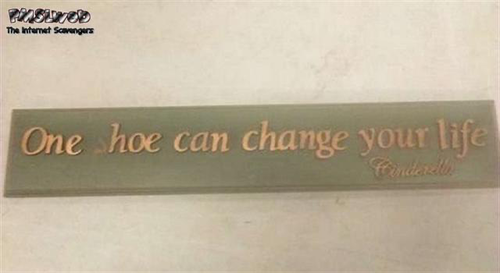 PMSLWEB
The Internet Scavengers
One hoe can change your life
Cinderella